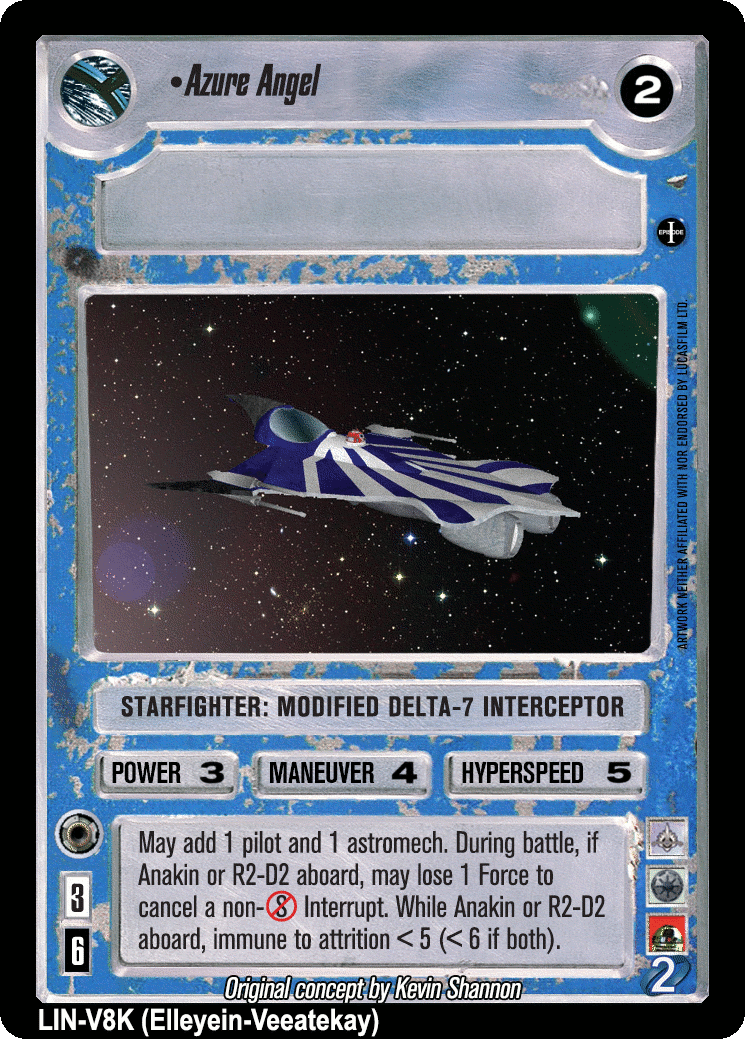 •Azure Angel
2
EPISODE
I
ARTWORK NEITHER AFFILIATED WITH NOR ENDORSED BY LUCASFILM LTD.
STARFIGHTER: MODIFIED DELTA-7 INTERCEPTOR
POWER 3
MANEUVER 4
HYPERSPEED 5
May add 1 pilot and 1 astromech. During battle, if
Anakin or R2-D2 aboard, may lose 1 Force to
cancel a non-8 Interrupt. While Anakin or R2-D2
aboard, immune to attrition < 5 (< 6 if both).
3
6
2
Original concept by Kevin Shannon
LIN-V8K (Elleyein-Veeatekay)